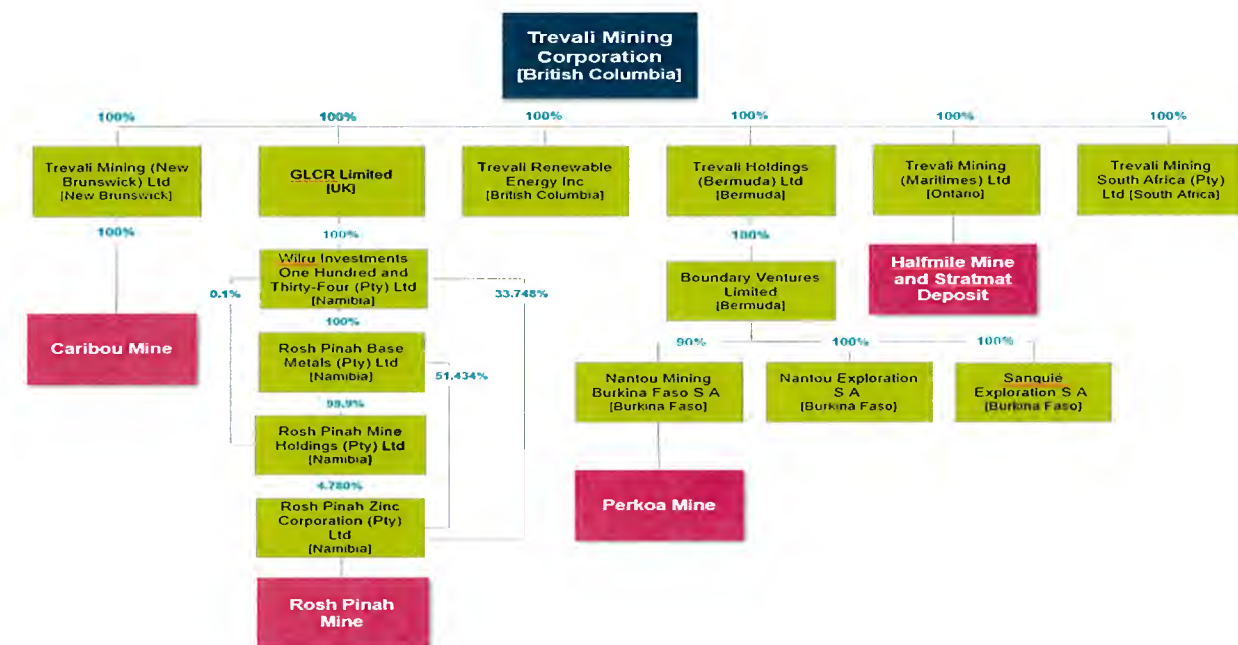 Trevali Mining
Corporation
[British Columbia]
100%
100%
100%
100%
100%
100%
Trevali Mining (New
Brunswick) Ltd
[New Brunswick]
GLCR Limited
[UK]
Trevali Renewable
Energy Inc
[British Columbia]
Trevali Holdings
(Bermuda) Ltd
[Bermuda]
Trevali Mining
(Maritimes) Ltd
[Ontario]
Trevali Mining
South Africa (Pty)
Ltd [South Africa]
100%
100%
100%
Wilru Investments
One Hundred and
Thirty-Four (Pty) Ltd
[Namibia]
Boundary Ventures
Limited
[Bermuda]
Halfmile Mine
and Stratmat
Deposit
0.1%
33.748%
Caribou Mine
100%
Rosh Pinah Base
Metals (Pty) Ltd
[Namibia]
51.434%
90%
100%
100%
Nantou Mining
Burkina Faso S A
[Burkina Faso]
Nantou Exploration
S A
[Burkina Faso]
Sanquié
Exploration S A
[Burkina Faso]
99.9%
Rosh Pinah Mine
Holdings (Pty) Ltd
[Namibia]
4.780%
Rosh Pinah Zinc
Corporation (Pty)
Ltd
[Namibia]
Perkoa Mine
Rosh Pinah
Mine